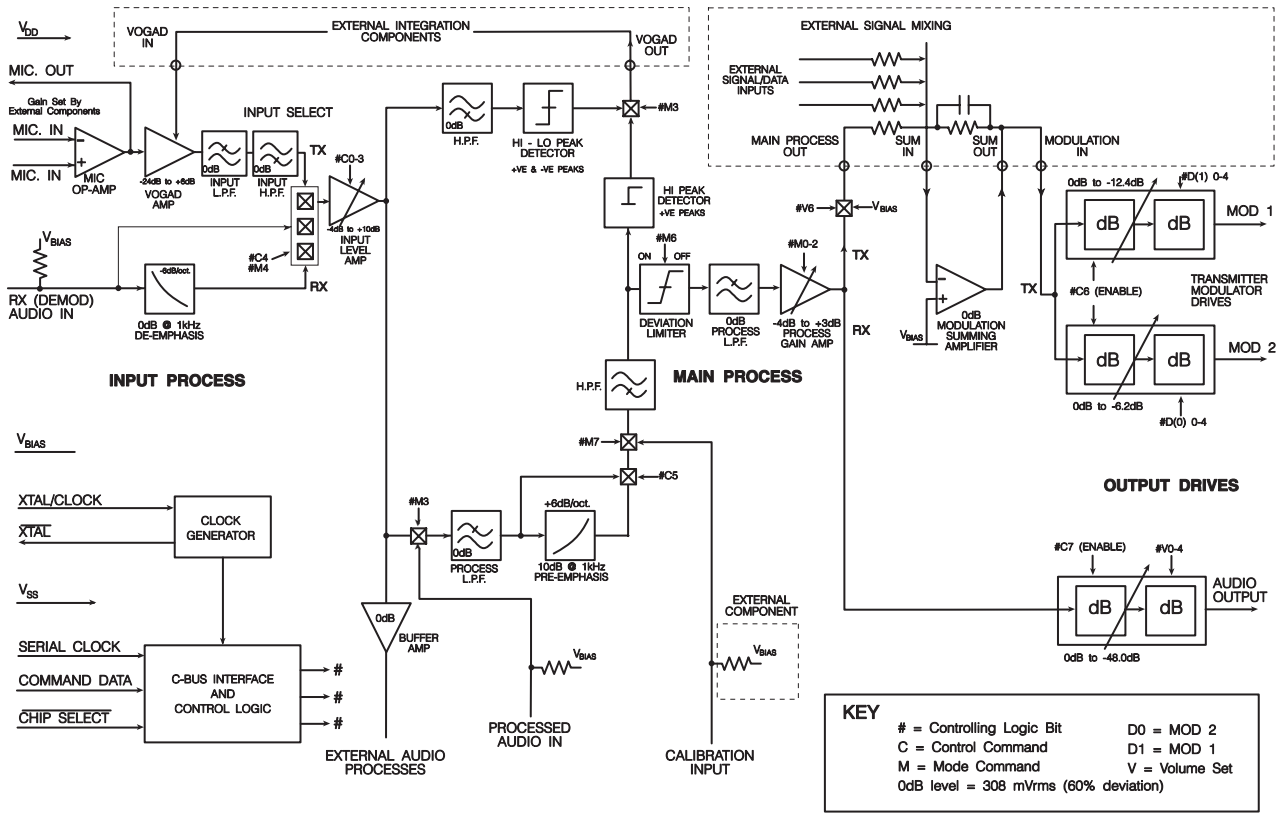 V_DD
MIC. OUT
Gain Set By
External Components
MIC. IN
MIC. IN
−
+
MIC
OP-AMP
VOGAD
IN
EXTERNAL INTEGRATION
COMPONENTS
VOGAD
OUT
-24dB to +6dB
VOGAD
AMP
0dB
INPUT
L.P.F.
0dB
INPUT
H.P.F.
INPUT SELECT
TX
#C0-3
-4dB to +10dB
INPUT
LEVEL
AMP
#C4
#M4
RX
V_BIAS
RX (DEMOD)
AUDIO IN
-6dB/oct.
0dB @ 1kHz
DE-EMPHASIS
INPUT PROCESS
0dB
H.P.F.
HI - LO PEAK
DETECTOR
+VE & -VE PEAKS
#M3
HI PEAK
DETECTOR
+VE PEAKS
#M6
ON OFF
DEVIATION
LIMITER
0dB
PROCESS
L.P.F.
#M0-2
-4dB to +3dB
PROCESS
GAIN AMP
TX
RX
H.P.F.
MAIN PROCESS
#M7
#C5
EXTERNAL SIGNAL MIXING
EXTERNAL
SIGNAL/DATA
INPUTS
MAIN PROCESS
OUT
SUM
IN
SUM
OUT
MODULATION
IN
#V6
V_BIAS
−
+
V_BIAS
0dB
MODULATION
SUMMING
AMPLIFIER
TX
0dB to -12.4dB
#D(1) 0-4
dB
dB
MOD 1
#C6 (ENABLE)
TRANSMITTER
MODULATOR
DRIVES
dB
dB
MOD 2
0dB to -6.2dB
#D(0) 0-4
OUTPUT DRIVES
V_BIAS
XTAL/CLOCK
XTAL
CLOCK
GENERATOR
V_SS
SERIAL CLOCK
COMMAND DATA
CHIP SELECT
C-BUS INTERFACE
AND
CONTROL LOGIC
#
#
#
#M3
0dB
PROCESS
L.P.F.
+6dB/oct.
10dB @ 1kHz
PRE-EMPHASIS
0dB
BUFFER
AMP
EXTERNAL AUDIO
PROCESSES
V_BIAS
PROCESSED
AUDIO IN
EXTERNAL
COMPONENT
V_BIAS
CALIBRATION
INPUT
#C7 (ENABLE)
#V0-4
dB
dB
AUDIO
OUTPUT
0dB to -48.0dB
KEY
# = Controlling Logic Bit
D0 = MOD 2
C = Control Command
D1 = MOD 1
M = Mode Command
V = Volume Set
0dB level = 308 mVrms (60% deviation)